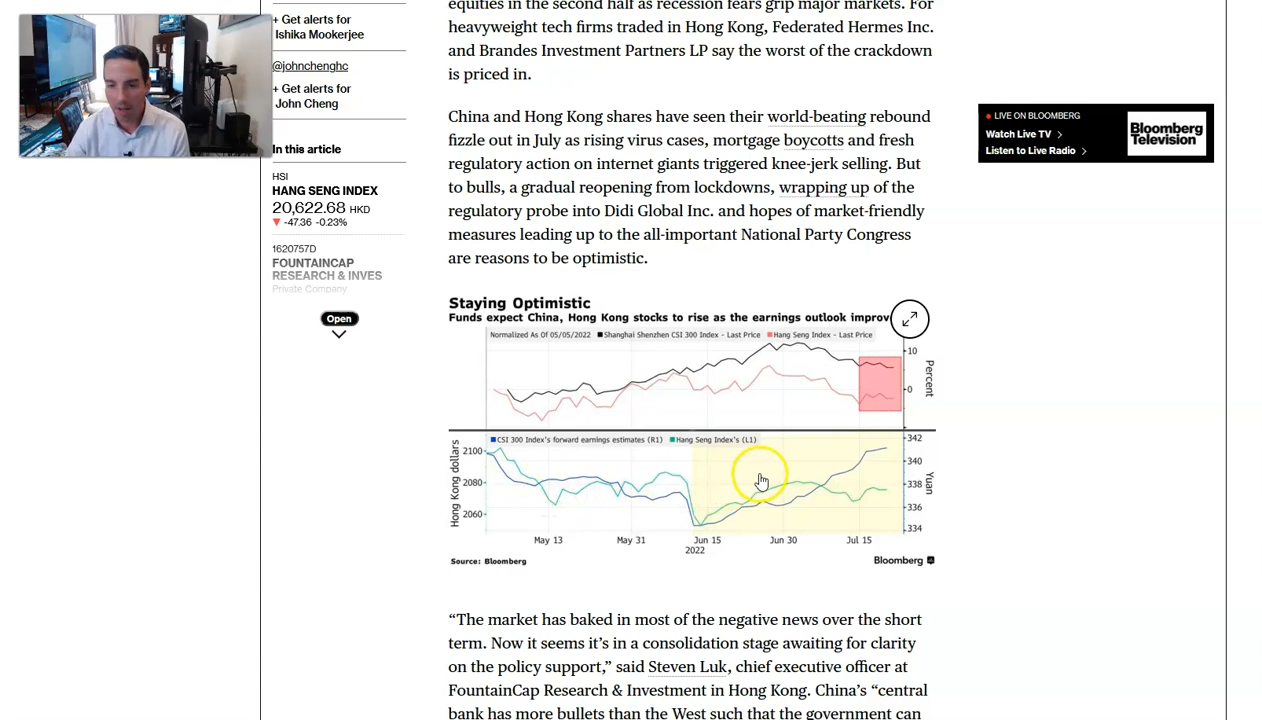 + Get alerts for
Ishika Mookerjee
@johnchenghc
+ Get alerts for
John Cheng
In this article
HSI
HANG SENG INDEX
20,622.68 HKD
▼ -47.36 -0.23%
1620757D
FOUNTAINCAP
RESEARCH & INVES
Private Company
Open
equities in the second half as recession fears grip major markets. For
heavyweight tech firms traded in Hong Kong, Federated Hermes Inc.
and Brandes Investment Partners LP say the worst of the crackdown
is priced in.
China and Hong Kong shares have seen their world-beating rebound
fizzle out in July as rising virus cases, mortgage boycotts and fresh
regulatory action on internet giants triggered knee-jerk selling. But
to bulls, a gradual reopening from lockdowns, wrapping up of the
regulatory probe into Didi Global Inc. and hopes of market-friendly
measures leading up to the all-important National Party Congress
are reasons to be optimistic.
Staying Optimistic
Funds expect China, Hong Kong stocks to rise as the earnings outlook improv
Normalized As Of 05/05/2022 Shanghai Shenzhen CSI 300 Index - Last Price Hang Seng Index - Last Price
10
0
Percent
CSI 300 Index's forward earnings estimates (R1) Hang Seng Index's (L1)
2100
2080
2060
Hong Kong dollars
342
340
338
336
334
Yuan
May 13 May 31 Jun 15 Jun 30 Jul 15
2022
Source: Bloomberg
Bloomberg
“The market has baked in most of the negative news over the short
term. Now it seems it’s in a consolidation stage awaiting for clarity
on the policy support,” said Steven Luk, chief executive officer at
FountainCap Research & Investment in Hong Kong. China’s “central
bank has more bullets than the West such that the government can
LIVE ON BLOOMBERG
Watch Live TV >
Listen to Live Radio >
Bloomberg
Television